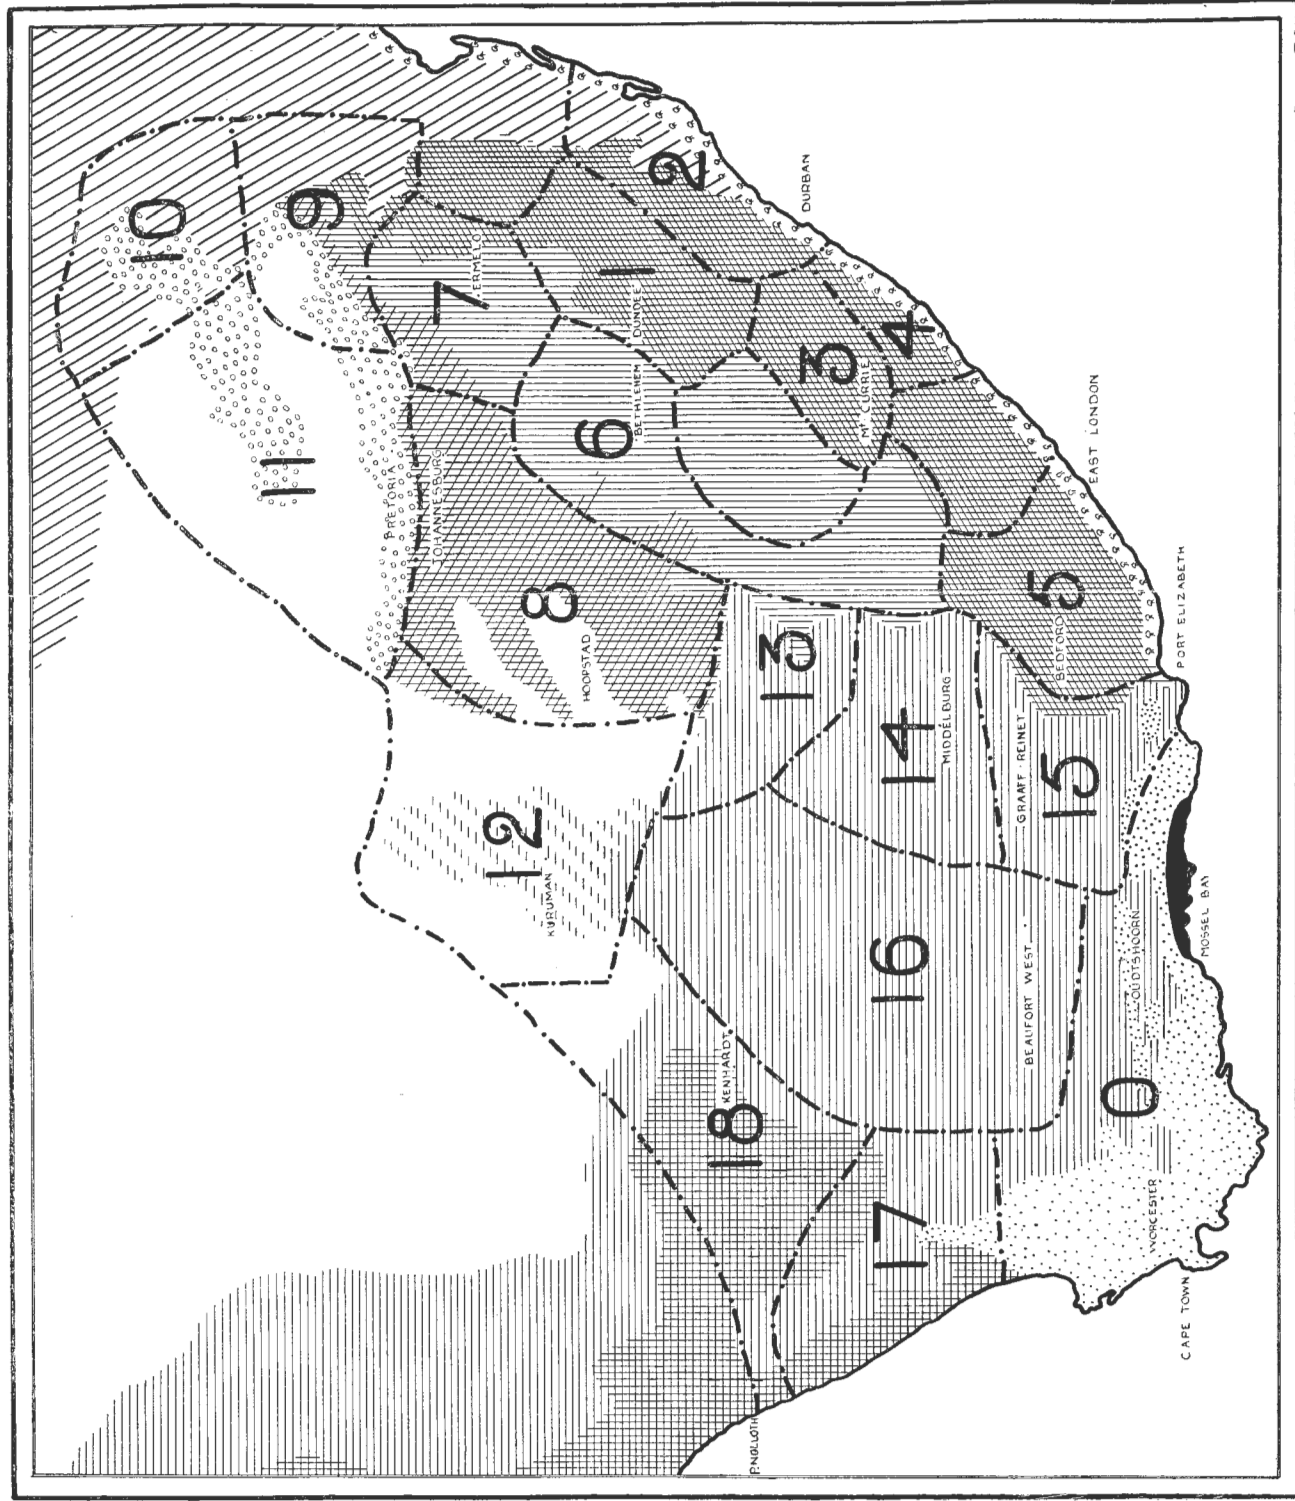 10
11
9
PRETORIA
JOHANNESBURG
7
ERMELO
12
KURUMAN
8
HOOPSTAD
6
1
BETHLEHEM
DUNDEE
2
KENHARDT
18
P.NOLLOTH
13
DURBAN
3
MT. CURRIE
17
16
14
4
MIDDELBURG
GRAAFF-REINET
BEAUFORT WEST
5
BEDFORD
15
EAST LONDON
0
OUDTSHOORN
WORCESTER
PORT ELIZABETH
CAPE TOWN
MOSSEL BAY